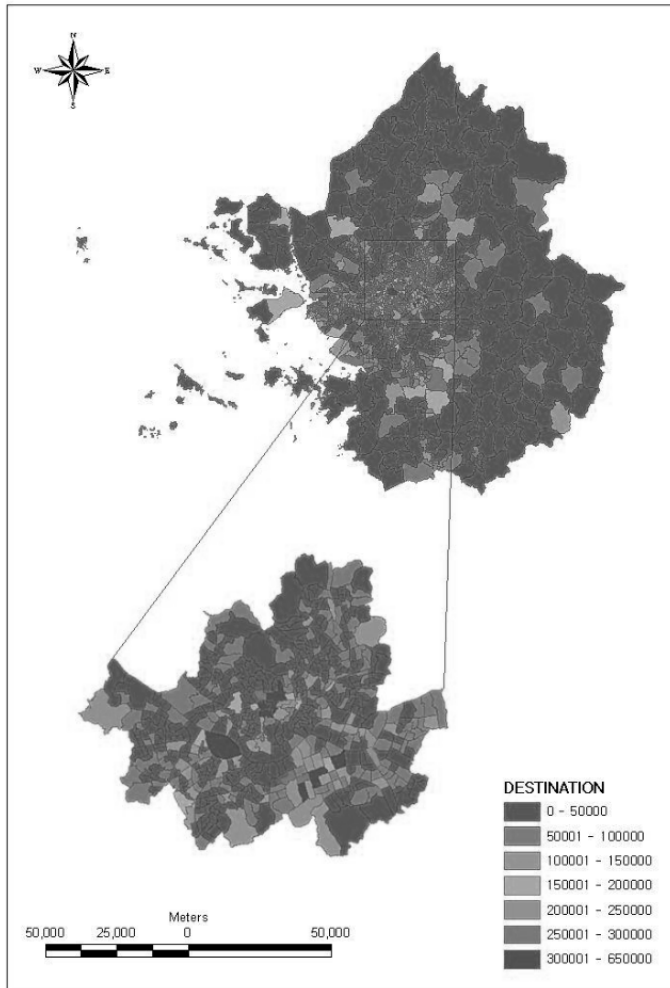 N
W E
S
DESTINATION
0 - 50000
50001 - 100000
100001 - 150000
150001 - 200000
200001 - 250000
250001 - 300000
300001 - 650000
Meters
50,000 25,000 0 50,000